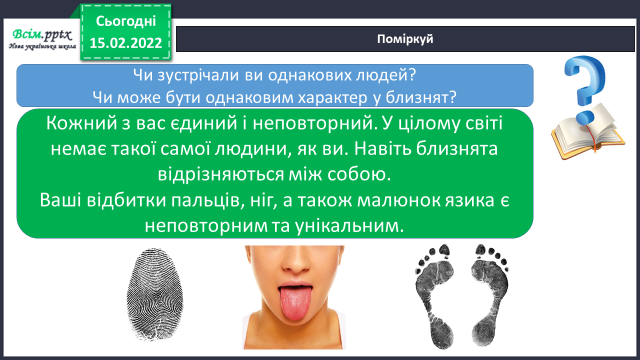 Всім.pptx
Нова українська школа
Сьогодні
15.02.2022
Поміркуй
Чи зустрічали ви однакових людей?
Чи може бути однаковим характер у близнят?
Кожний з вас єдиний і неповторний. У цілому світі
немає такої самої людини, як ви. Навіть близнята
відрізняються між собою.
Ваші відбитки пальців, ніг, а також малюнок язика є
неповторним та унікальним.